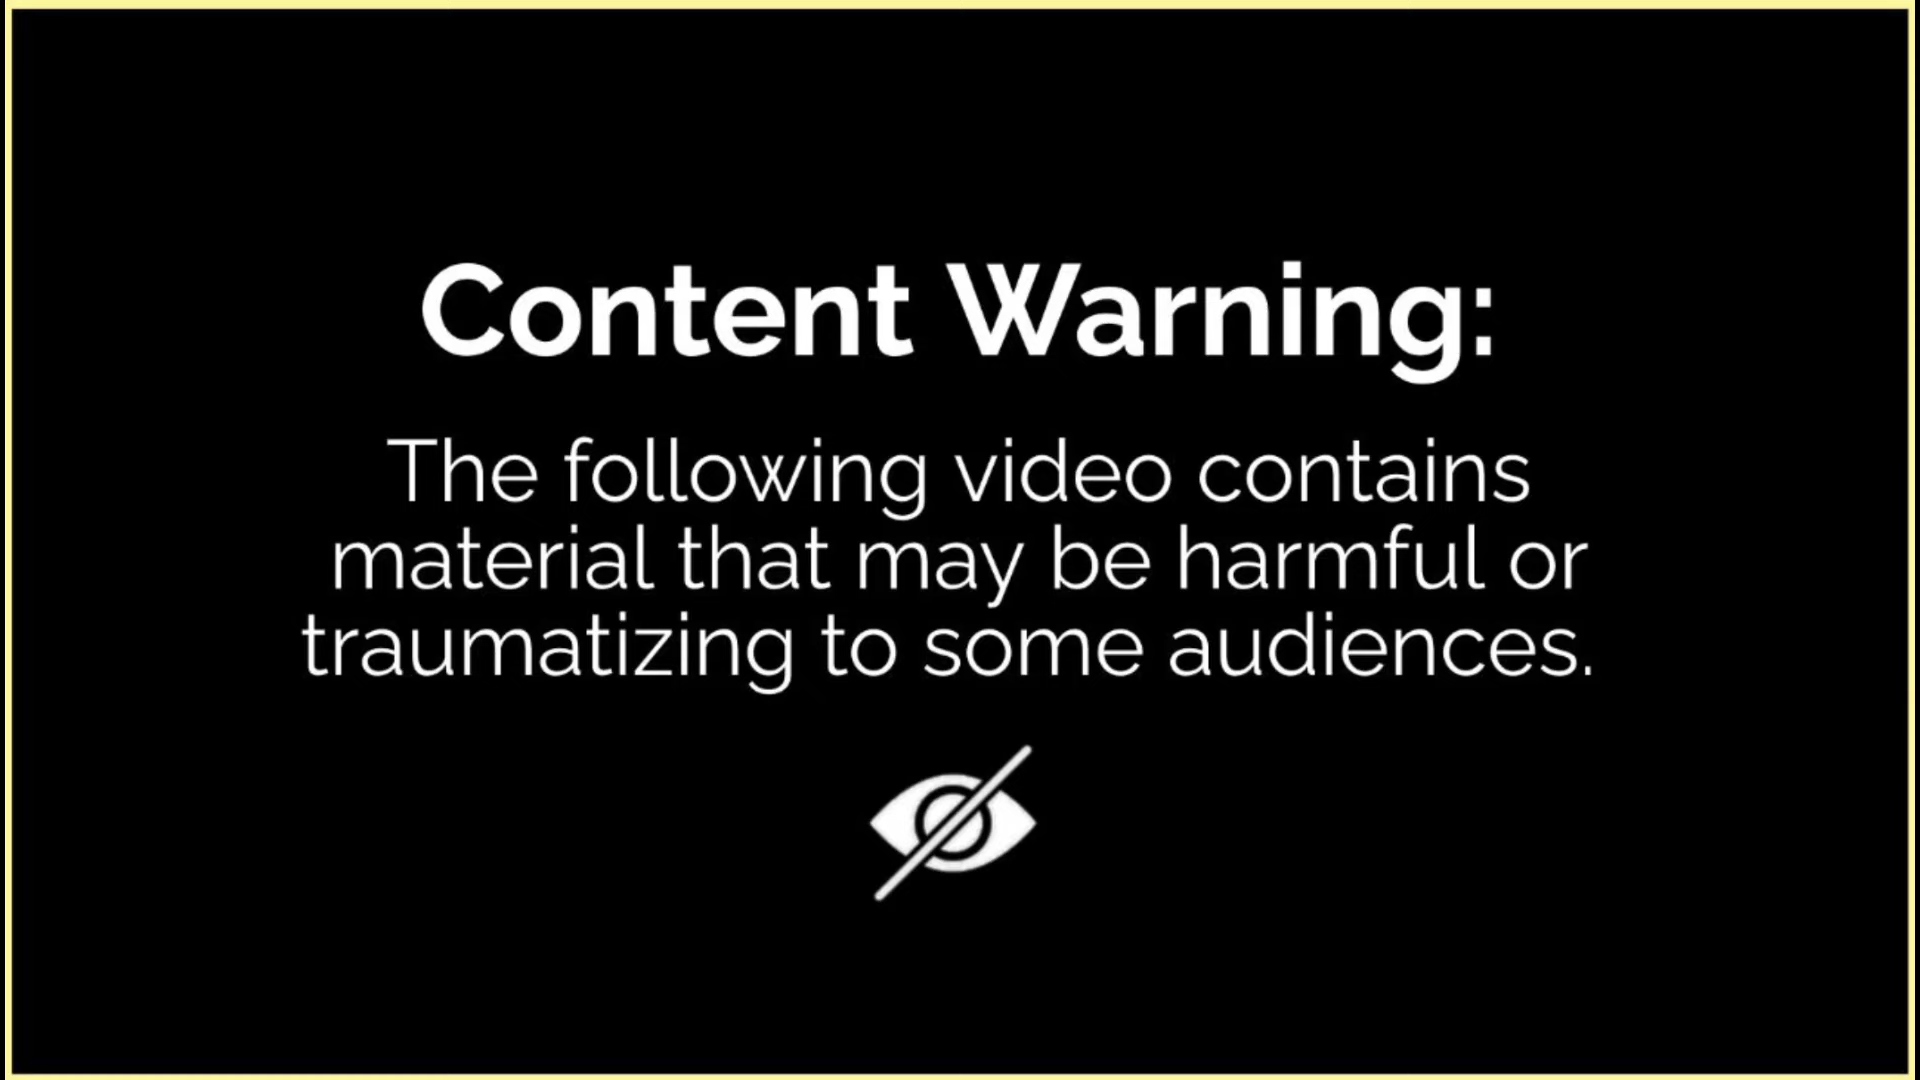 Content Warning:
The following video contains
material that may be harmful or
traumatizing to some audiences.